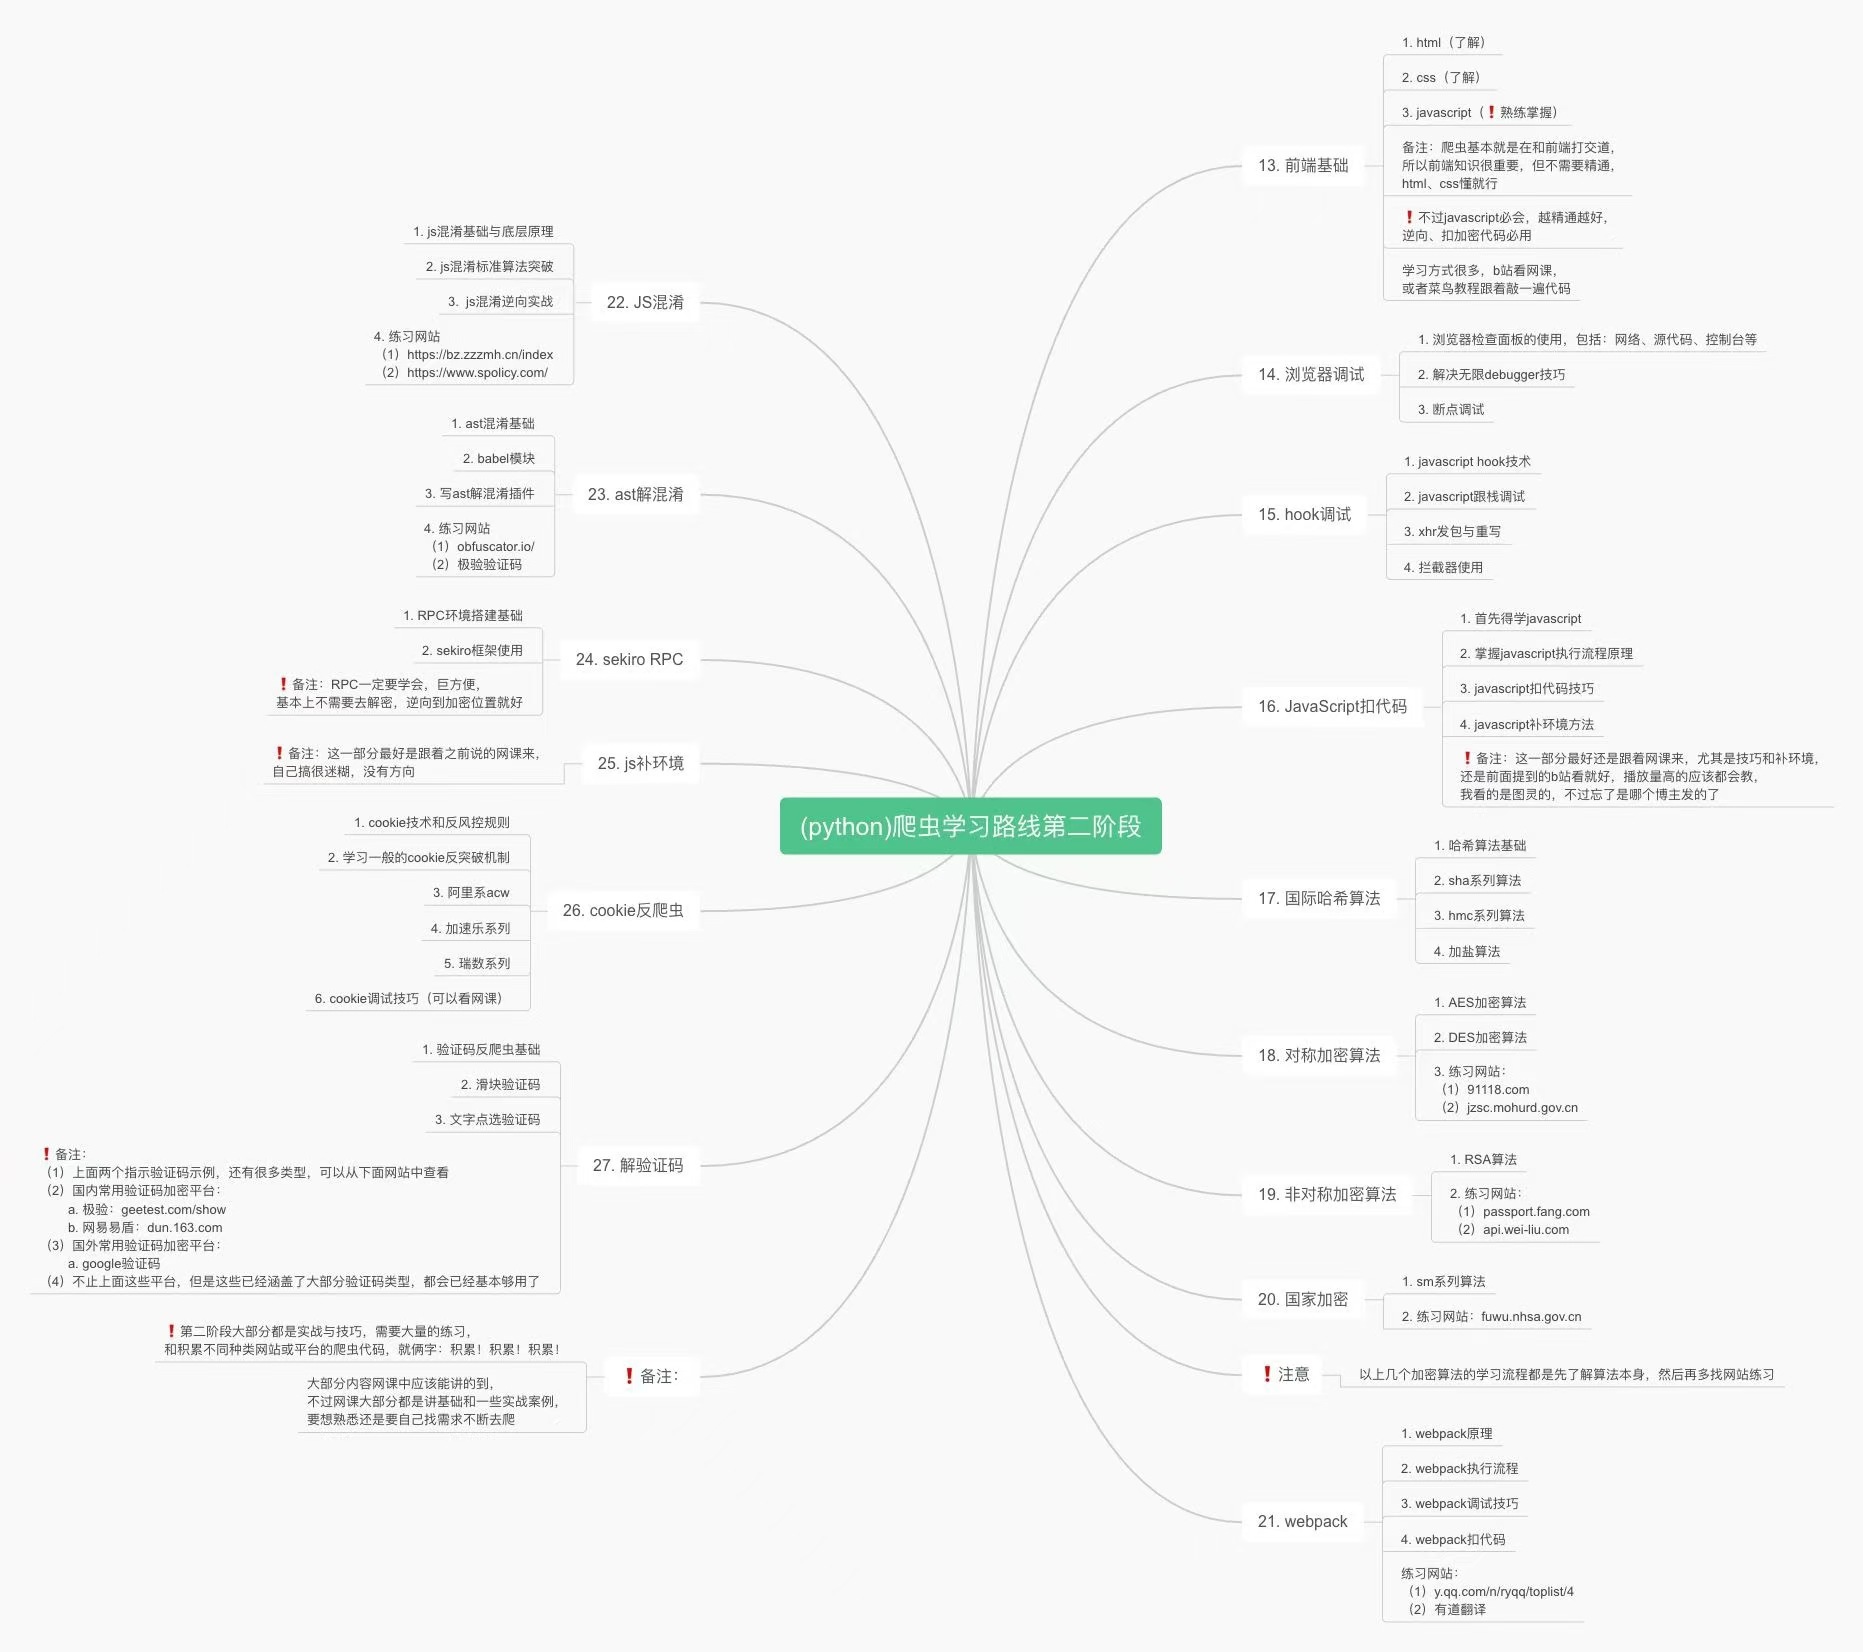 (python)爬虫学习路线第二阶段
13. 前端基础
1. html（了解）
2. css（了解）
3. javascript（❗熟练掌握）
备注：爬虫基本就是在和前端打交道，
所以前端知识很重要，但不需要精通，
html、css懂就行
❗不过javascript必会，越精通越好，
逆向、扣加密代码必用
学习方式很多，b站看网课，
或者菜鸟教程跟着敲一遍代码
14. 浏览器调试
1. 浏览器检查面板的使用，包括：网络、源代码、控制台等
2. 解决无限debugger技巧
3. 断点调试
15. hook调试
1. javascript hook技术
2. javascript跟栈调试
3. xhr发包与重写
4. 拦截器使用
16. JavaScript扣代码
1. 首先得学javascript
2. 掌握javascript执行流程原理
3. javascript扣代码技巧
4. javascript补环境方法
❗备注：这一部分最好还是跟着网课来，尤其是技巧和补环境，
还是前面提到的b站看就好，播放量高的应该都会教，
我看的是图灵的，不过忘了是哪个博主发的了
17. 国际哈希算法
1. 哈希算法基础
2. sha系列算法
3. hmc系列算法
4. 加盐算法
18. 对称加密算法
1. AES加密算法
2. DES加密算法
3. 练习网站：
（1）91118.com
（2）jzsc.mohurd.gov.cn
19. 非对称加密算法
1. RSA算法
2. 练习网站：
（1）passport.fang.com
（2）api.wei-liu.com
20. 国家加密
1. sm系列算法
2. 练习网站：fuwu.nhsa.gov.cn
❗注意
以上几个加密算法的学习流程都是先了解算法本身，然后再多找网站练习
21. webpack
1. webpack原理
2. webpack执行流程
3. webpack调试技巧
4. webpack扣代码
练习网站：
（1）y.qq.com/n/ryqq/toplist/4
（2）有道翻译
22. JS混淆
1. js混淆基础与底层原理
2. js混淆标准算法突破
3. js混淆逆向实战
4. 练习网站
（1）https://bz.zzzmh.cn/index
（2）https://www.spolicy.com/
23. ast解混淆
1. ast混淆基础
2. babel模块
3. 写ast解混淆插件
4. 练习网站
（1）obfuscator.io/
（2）极验验证码
24. sekiro RPC
1. RPC环境搭建基础
2. sekiro框架使用
❗备注：RPC一定要学会，巨方便，
基本上不需要去解密，逆向到加密位置就好
25. js补环境
❗备注：这一部分最好是跟着之前说的网课来，
自己搞很迷糊，没有方向
26. cookie反爬虫
1. cookie技术和反风控规则
2. 学习一般的cookie反突破机制
3. 阿里系acw
4. 加速乐系列
5. 瑞数系列
6. cookie调试技巧（可以看网课）
27. 解验证码
1. 验证码反爬虫基础
2. 滑块验证码
3. 文字点选验证码
❗备注：
（1）上面两个指示验证码示例，还有很多类型，可以从下面网站中查看
（2）国内常用验证码加密平台：
a. 极验：geetest.com/show
b. 网易易盾：dun.163.com
（3）国外常用验证码加密平台：
a. google验证码
（4）不止上面这些平台，但是这些已经涵盖了大部分验证码类型，都会已经基本够用了
❗备注：
❗第二阶段大部分都是实战与技巧，需要大量的练习，
和积累不同种类网站或平台的爬虫代码，就俩字：积累！积累！积累！
大部分内容网课中应该能讲的到，
不过网课大部分都是讲基础和一些实战案例，
要想熟悉还是要自己找需求不断去爬